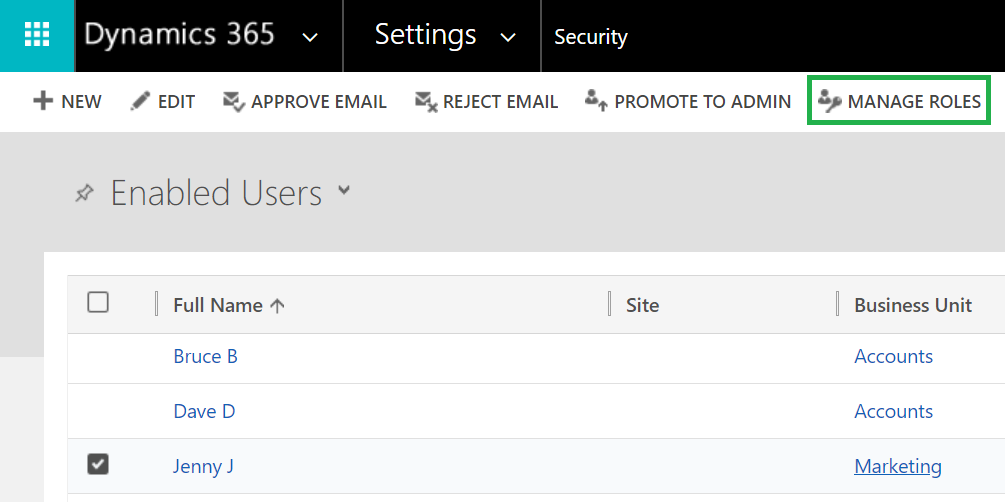 Dynamics 365 Settings Security
NEW EDIT APPROVE EMAIL REJECT EMAIL PROMOTE TO ADMIN MANAGE ROLES
Enabled Users
Full Name Site Business Unit
Bruce B Accounts
Dave D Accounts
Jenny J Marketing